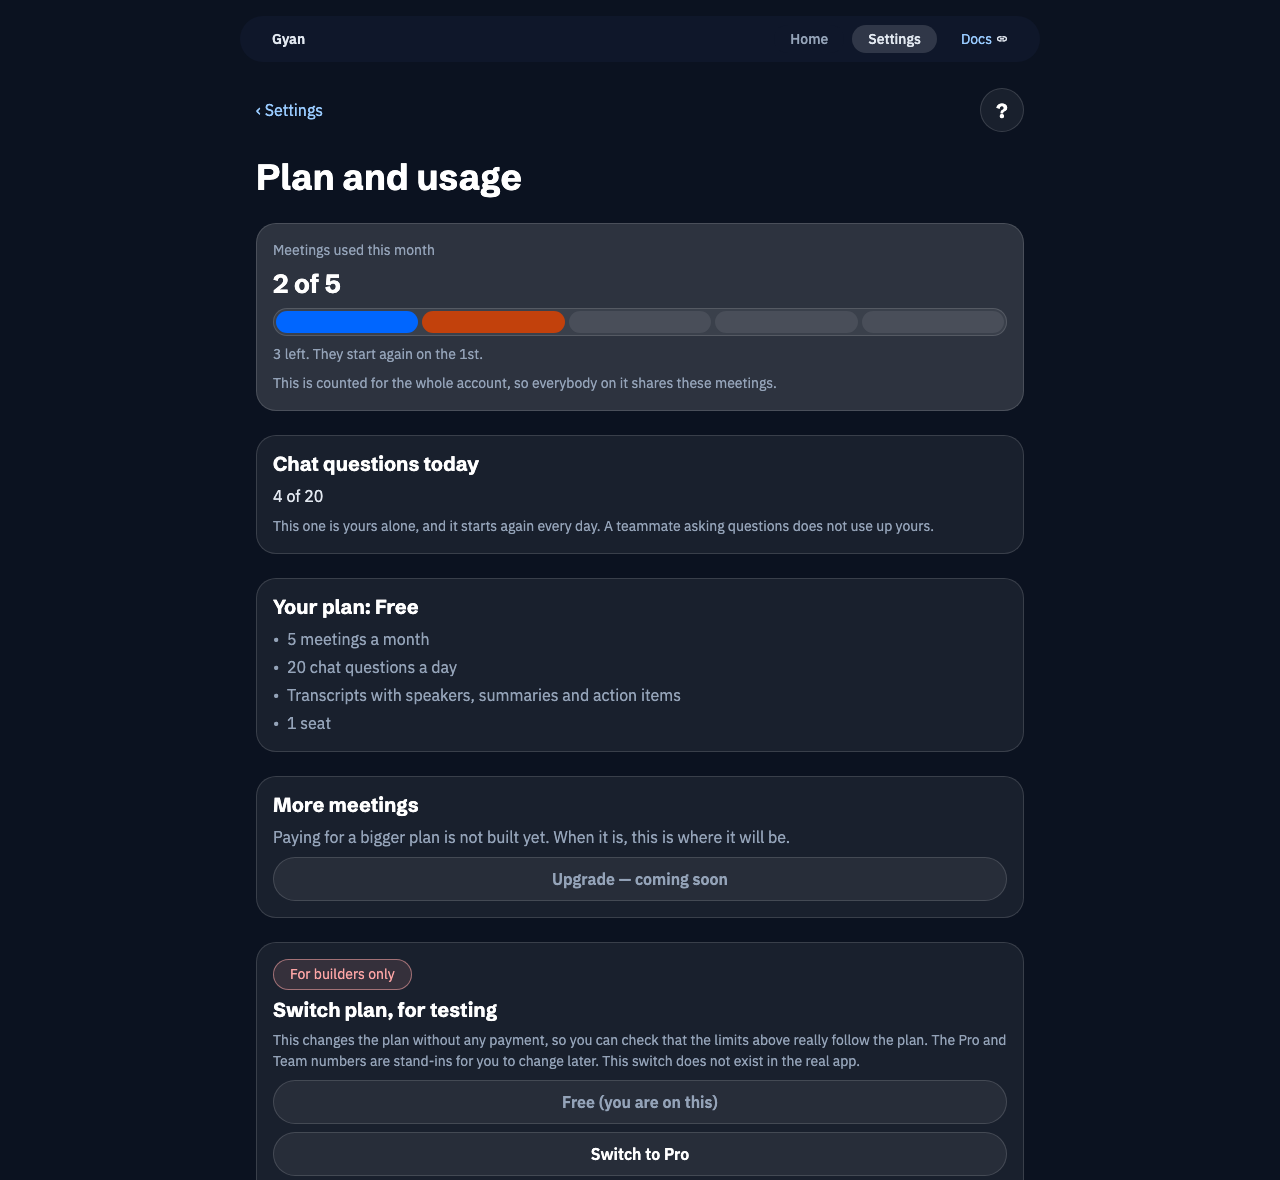 Gyan
Home
Settings
Docs
‹ Settings
?
Plan and usage
Meetings used this month
2 of 5
3 left. They start again on the 1st.
This is counted for the whole account, so everybody on it shares these meetings.
Chat questions today
4 of 20
This one is yours alone, and it starts again every day. A teammate asking questions does not use up yours.
Your plan: Free
• 5 meetings a month
• 20 chat questions a day
• Transcripts with speakers, summaries and action items
• 1 seat
More meetings
Paying for a bigger plan is not built yet. When it is, this is where it will be.
Upgrade — coming soon
For builders only
Switch plan, for testing
This changes the plan without any payment, so you can check that the limits above really follow the plan. The Pro and
Team numbers are stand-ins for you to change later. This switch does not exist in the real app.
Free (you are on this)
Switch to Pro